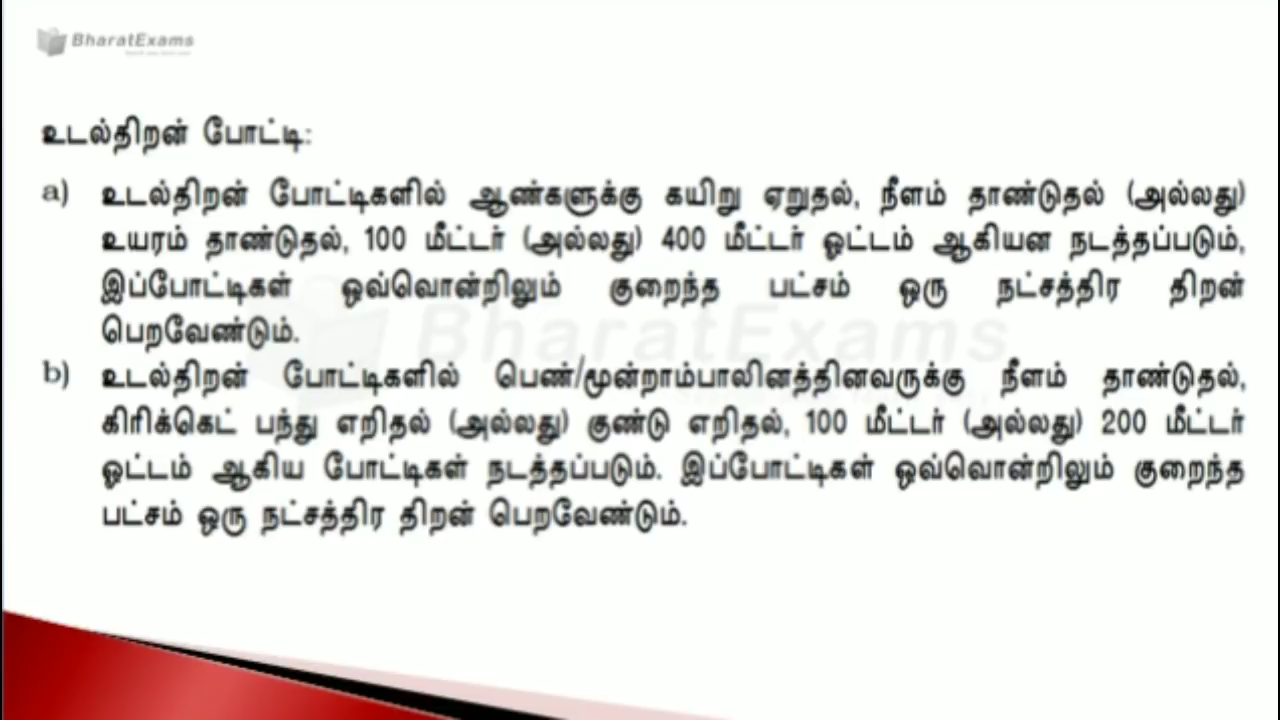 BharatExams
உடல்திறன் போட்டி:
a) உடல்திறன் போட்டிகளில் ஆண்களுக்கு கயிறு ஏறுதல், நீளம் தாண்டுதல் (அல்லது)
உயரம் தாண்டுதல், 100 மீட்டர் (அல்லது) 400 மீட்டர் ஓட்டம் ஆகியன நடத்தப்படும்,
இப்போட்டிகள் ஒவ்வொன்றிலும் குறைந்த பட்சம் ஒரு நட்சத்திர திறன்
பெறவேண்டும்.
BharatExams
b) உடல்திறன் போட்டிகளில் பெண்/மூன்றாம்பாலினத்தினவருக்கு நீளம் தாண்டுதல்,
கிரிக்கெட் பந்து எறிதல் (அல்லது) குண்டு எறிதல், 100 மீட்டர் (அல்லது) 200 மீட்டர்
ஓட்டம் ஆகிய போட்டிகள் நடத்தப்படும். இப்போட்டிகள் ஒவ்வொன்றிலும் குறைந்த
பட்சம் ஒரு நட்சத்திர திறன் பெறவேண்டும்.